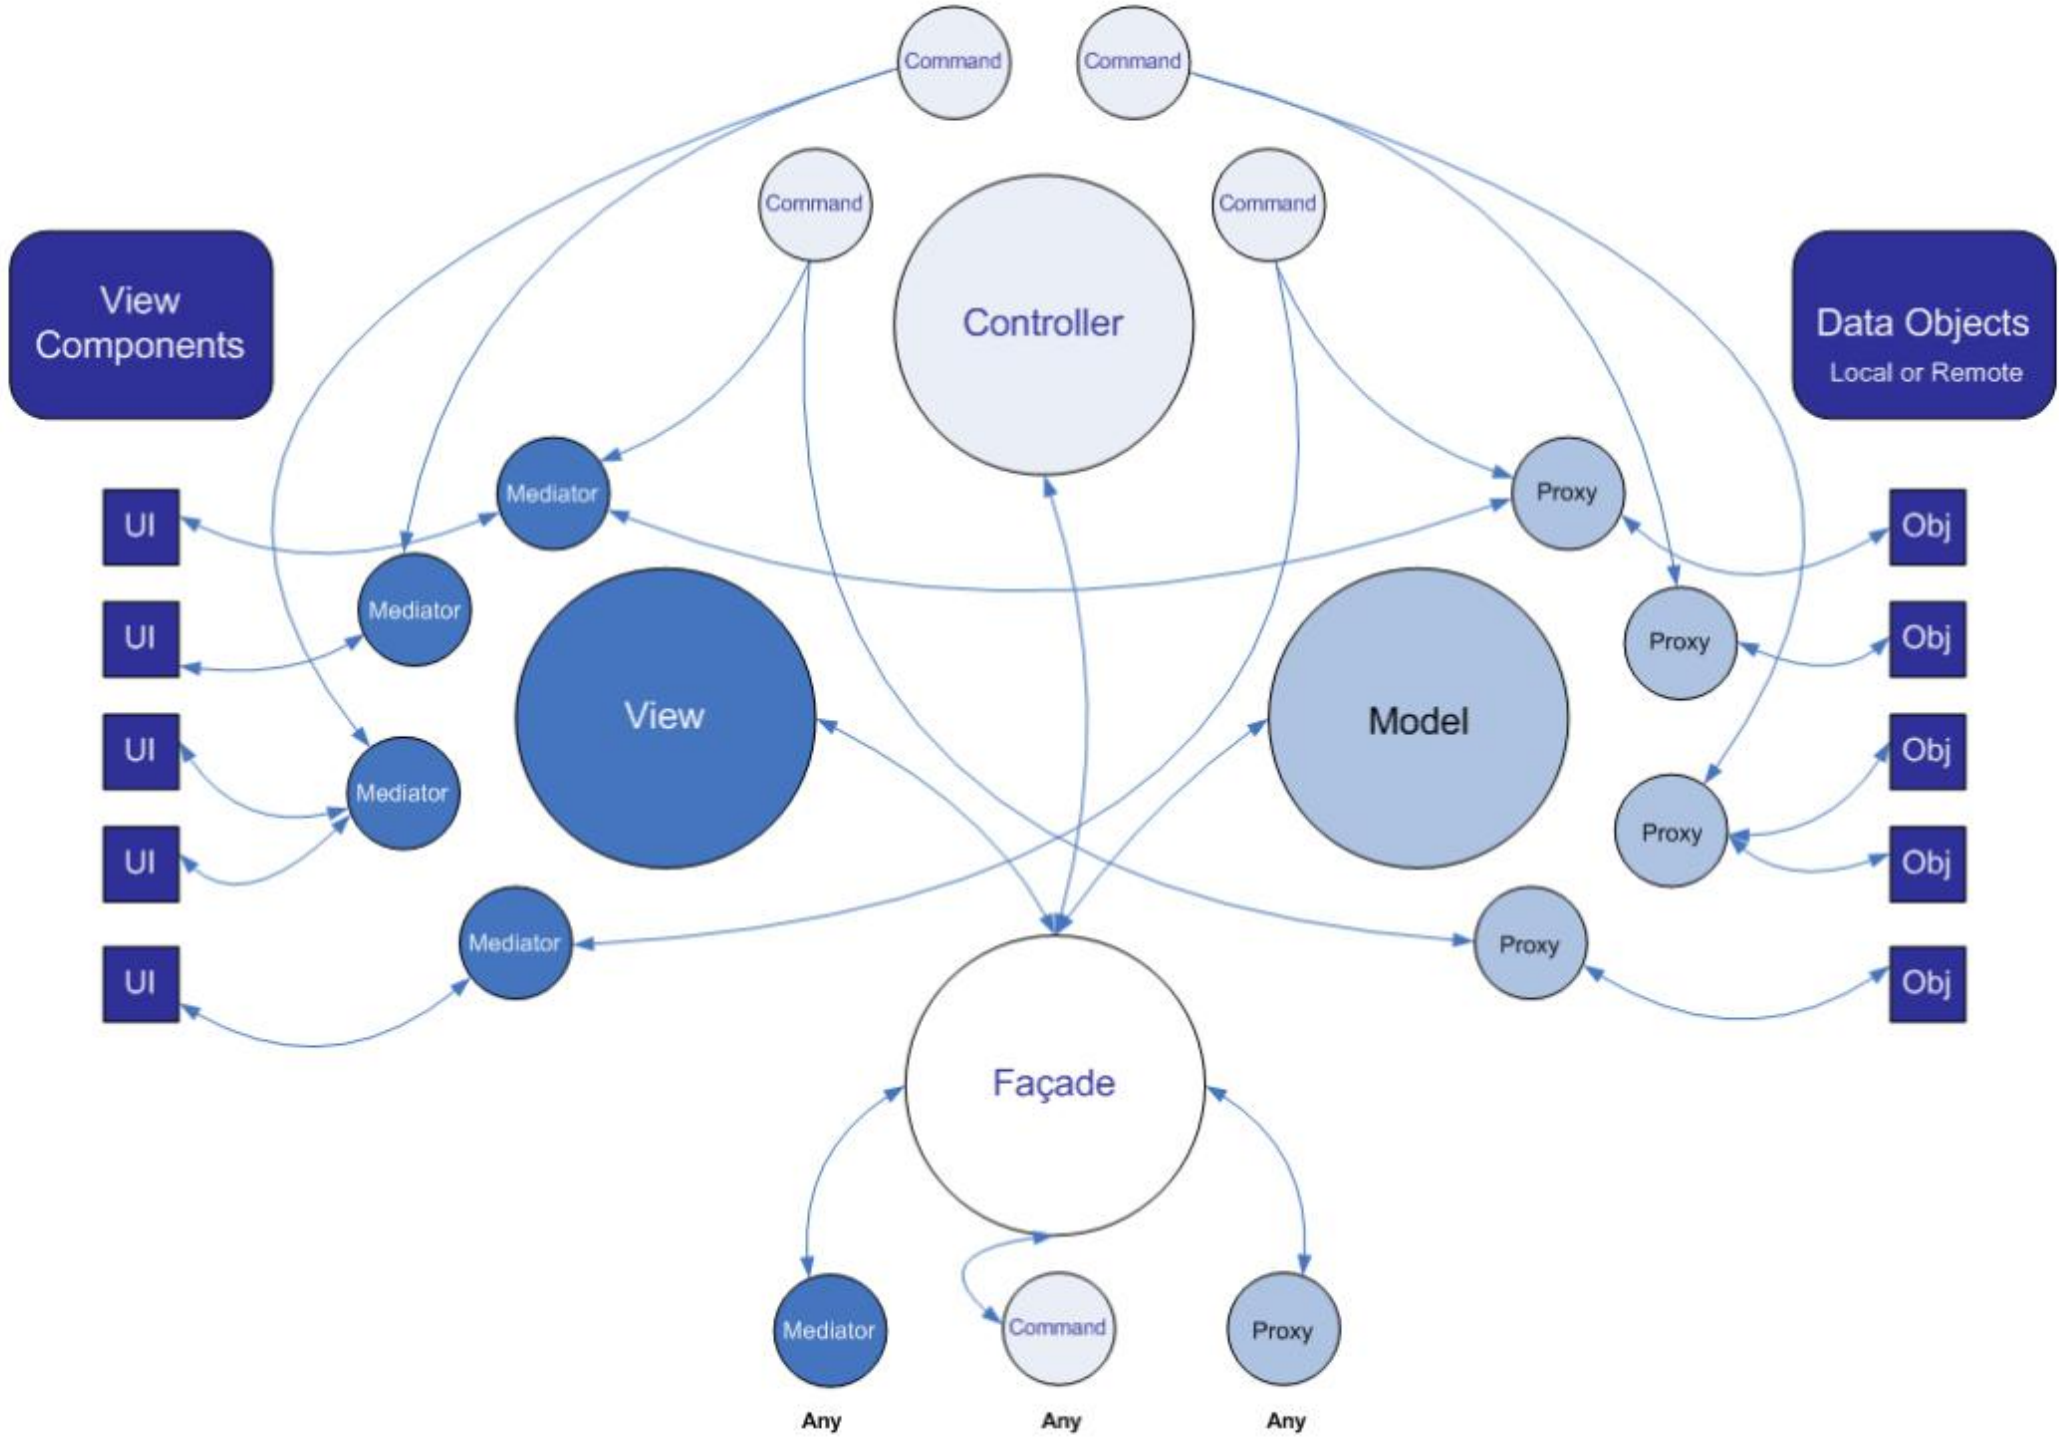 Command
Command
Command
Command
Controller
View
Components
Data Objects
Local or Remote
Mediator
Proxy
UI
Obj
Mediator
UI
Proxy
Obj
View
Model
UI
Mediator
Proxy
Obj
UI
Obj
Mediator
Proxy
UI
Obj
Façade
Mediator
Command
Proxy
Any
Any
Any